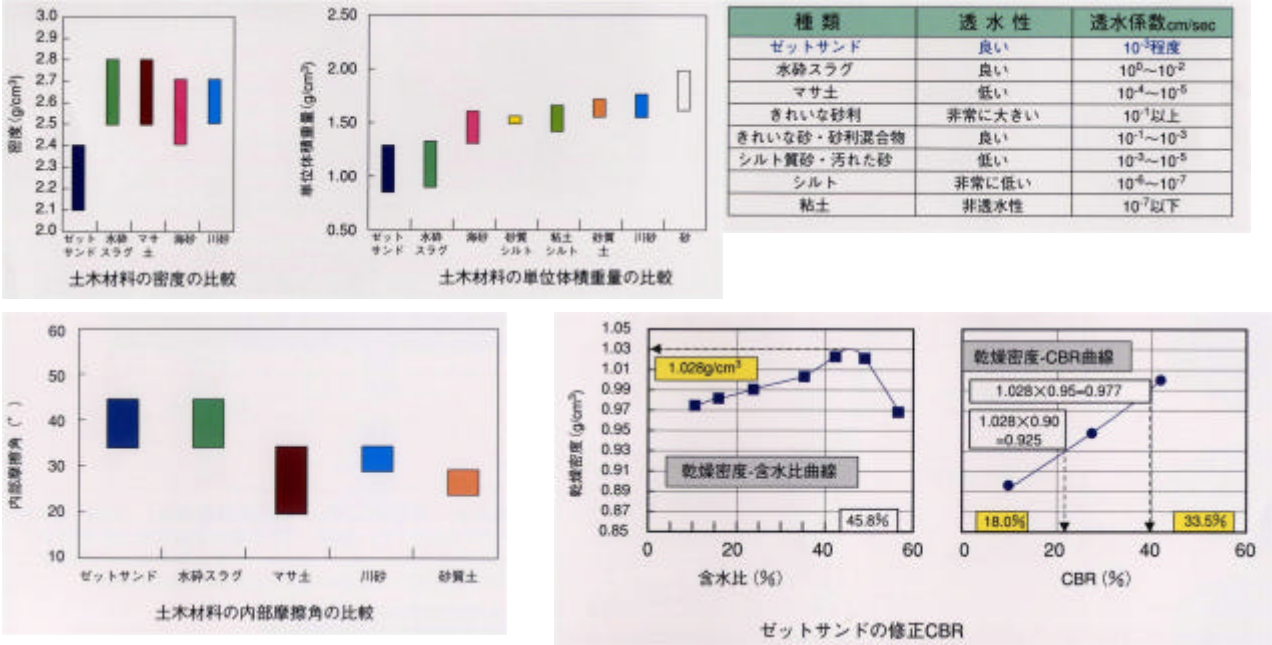 3.0
2.9
2.8
2.7
2.6
2.5
2.4
2.3
2.2
2.1
2.0
密度 (g/cm³)
ゼット
サンド
水砕
スラグ
マサ
土
海砂
川砂
土木材料の密度の比較
2.50
2.00
1.50
1.00
0.50
単位体積重量 (g/cm³)
ゼット
サンド
水砕
スラグ
海砂
砂質
シルト
粘土
シルト
砂質
土
川砂
砂
土木材料の単位体積重量の比較
種類 透水性 透水係数cm/sec
ゼットサンド 良い 10⁻³程度
水砕スラグ 良い 10⁰～10⁻²
マサ土 低い 10⁻⁴～10⁻⁵
きれいな砂利 非常に大きい 10⁻¹以上
きれいな砂・砂利混合物 良い 10⁻¹～10⁻³
シルト質砂・汚れた砂 低い 10⁻³～10⁻⁵
シルト 非常に低い 10⁻⁶～10⁻⁷
粘土 非透水性 10⁻⁷以下
60
50
40
30
20
10
内部摩擦角 (°)
ゼットサンド 水砕スラグ マサ土 川砂 砂質土
土木材料の内部摩擦角の比較
1.05
1.03
1.01
0.99
0.97
0.95
0.93
0.91
0.89
0.87
0.85
乾燥密度 (g/cm³)
1.028g/cm³
乾燥密度-含水比曲線
45.8%
0 20 40 60
含水比 (%)
乾燥密度-CBR曲線
1.028×0.95=0.977
1.028×0.90
=0.925
18.0% 33.5%
0 20 40 60
CBR (%)
ゼットサンドの修正CBR